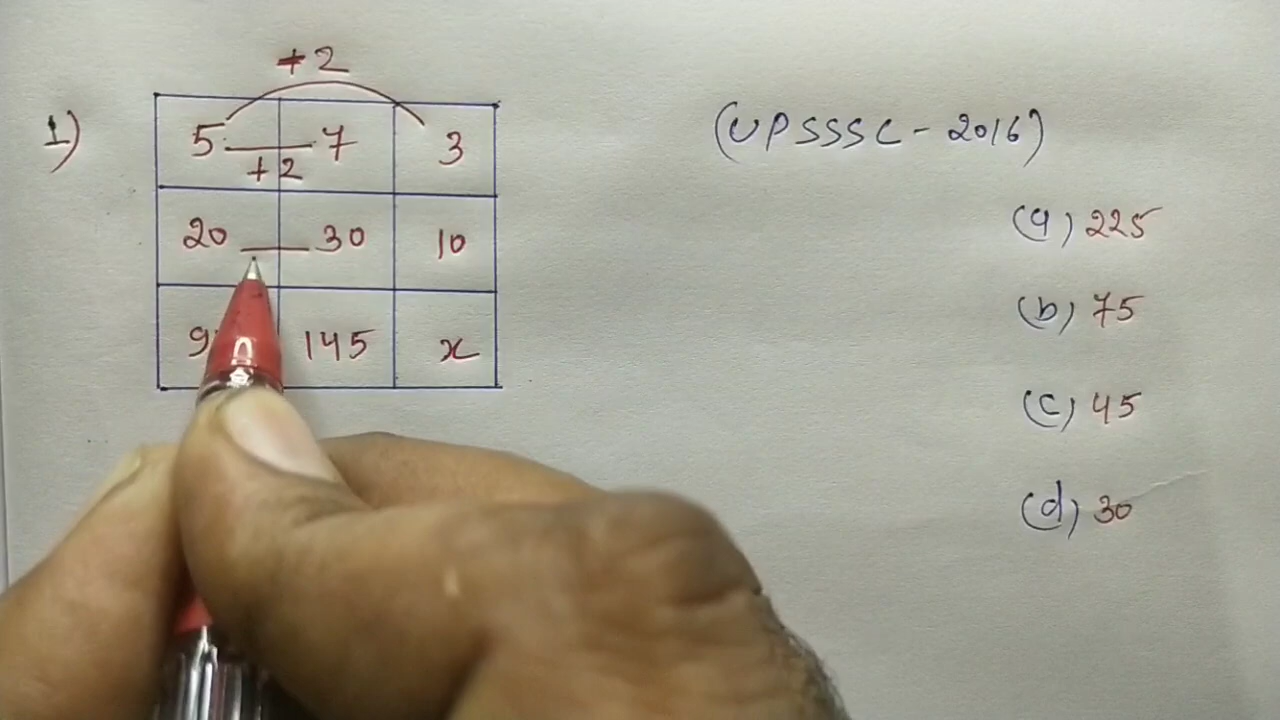 +2
1) 5 7 3 (UPSSSC - 2016)
+2
20 30 10 (a) 225
(b) 75
145 x
(c) 45
(d) 30